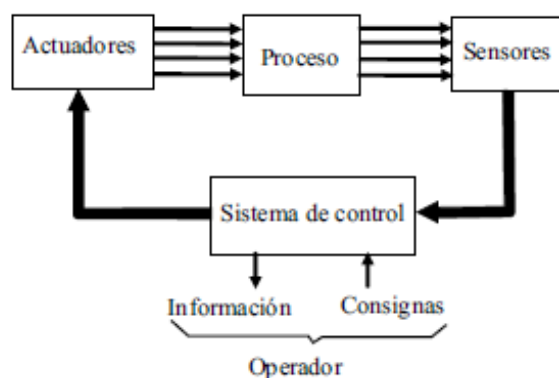 Actuadores
Proceso
Sensores
Sistema de control
Información
Consignas
Operador